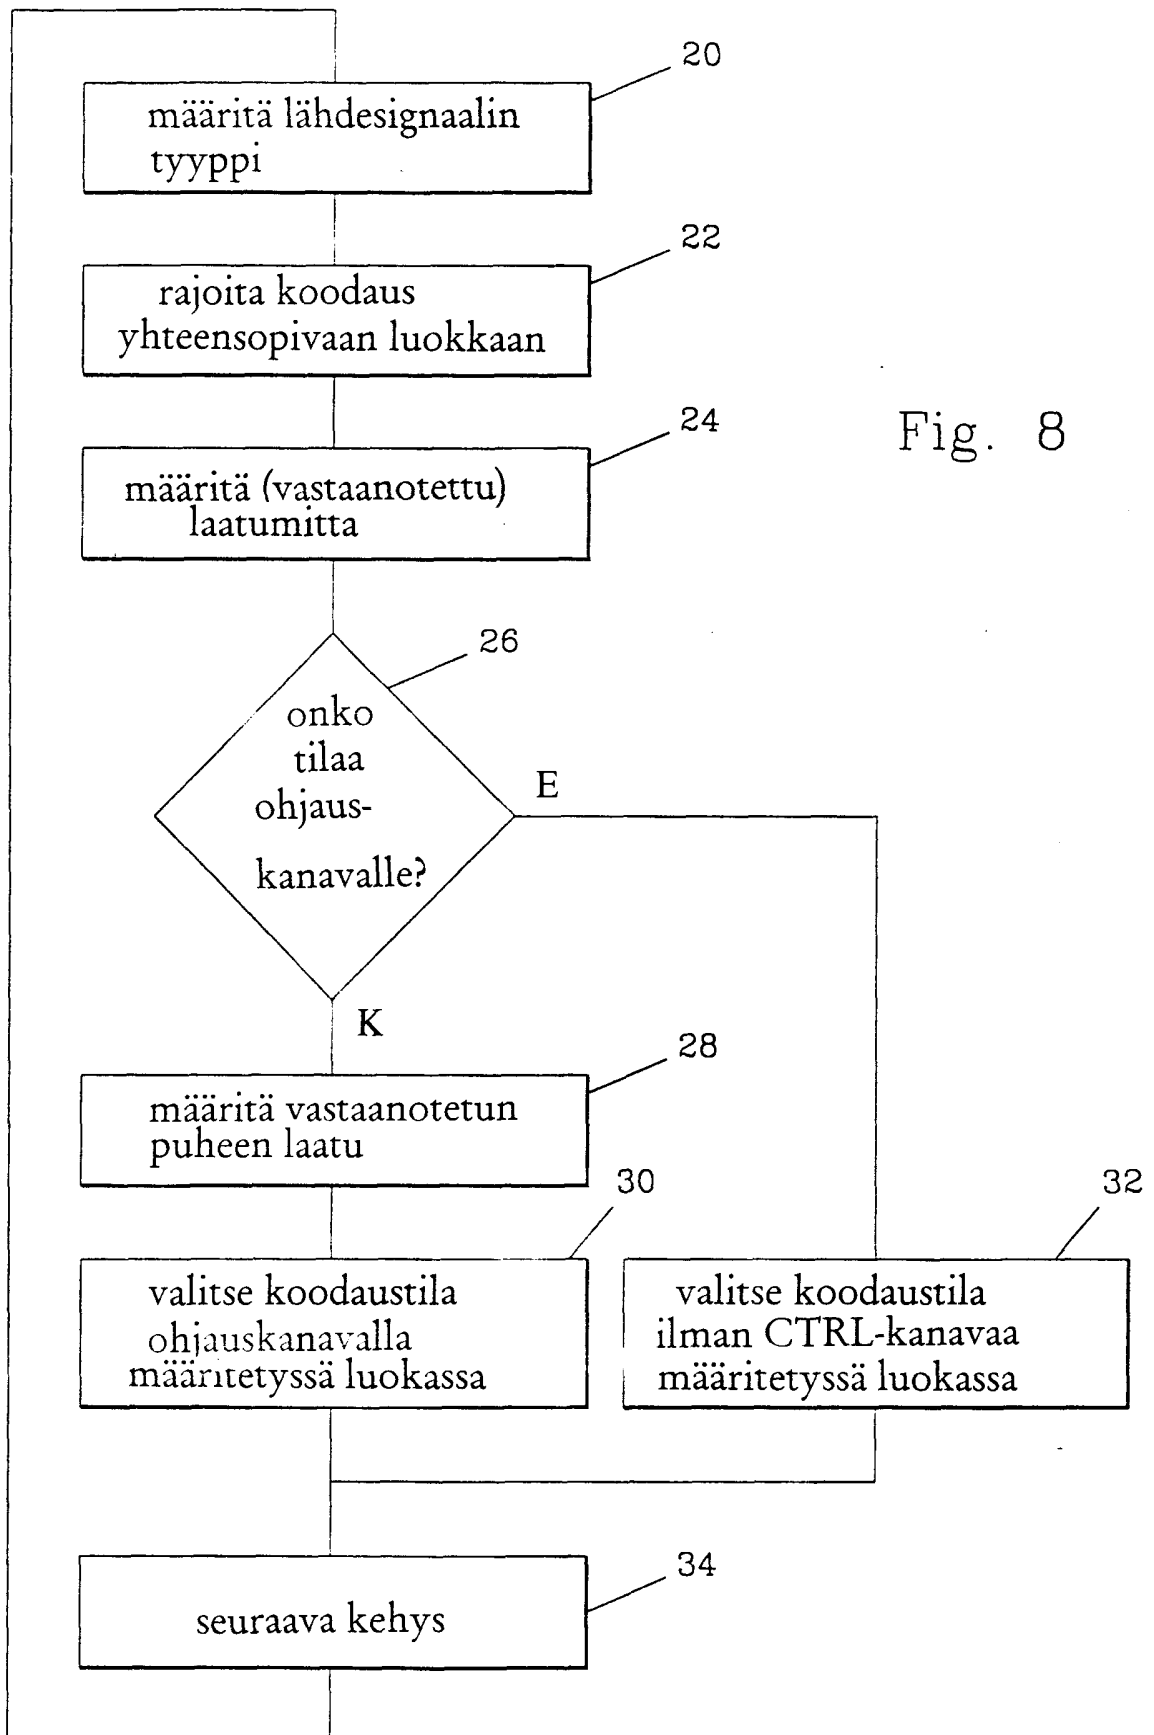 20
määritä lähdesignaalin
tyyppi
22
rajoita koodaus
yhteensopivaan luokkaan
24
Fig. 8
määritä (vastaanotettu)
laatumitta
26
onko
tilaa
ohjaus-
kanavalle?
E
K
28
määritä vastaanotetun
puheen laatu
30
valitse koodaustila
ohjauskanavalla
määritetyssä luokassa
32
valitse koodaustila
ilman CTRL-kanavaa
määritetyssä luokassa
34
seuraava kehys